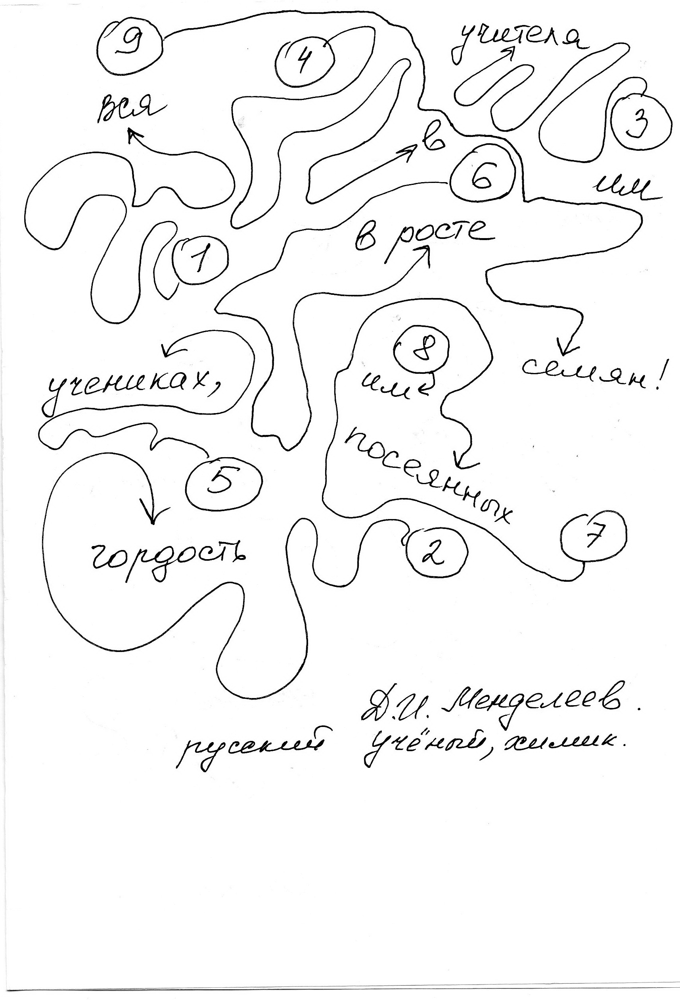 9
4
учителя
3
вся
в
6
им
в росте
1
8
учениках,
им
семян!
посеянных
5
7
гордость
2
Д.И. Менделеев.
русский учёный, химик.